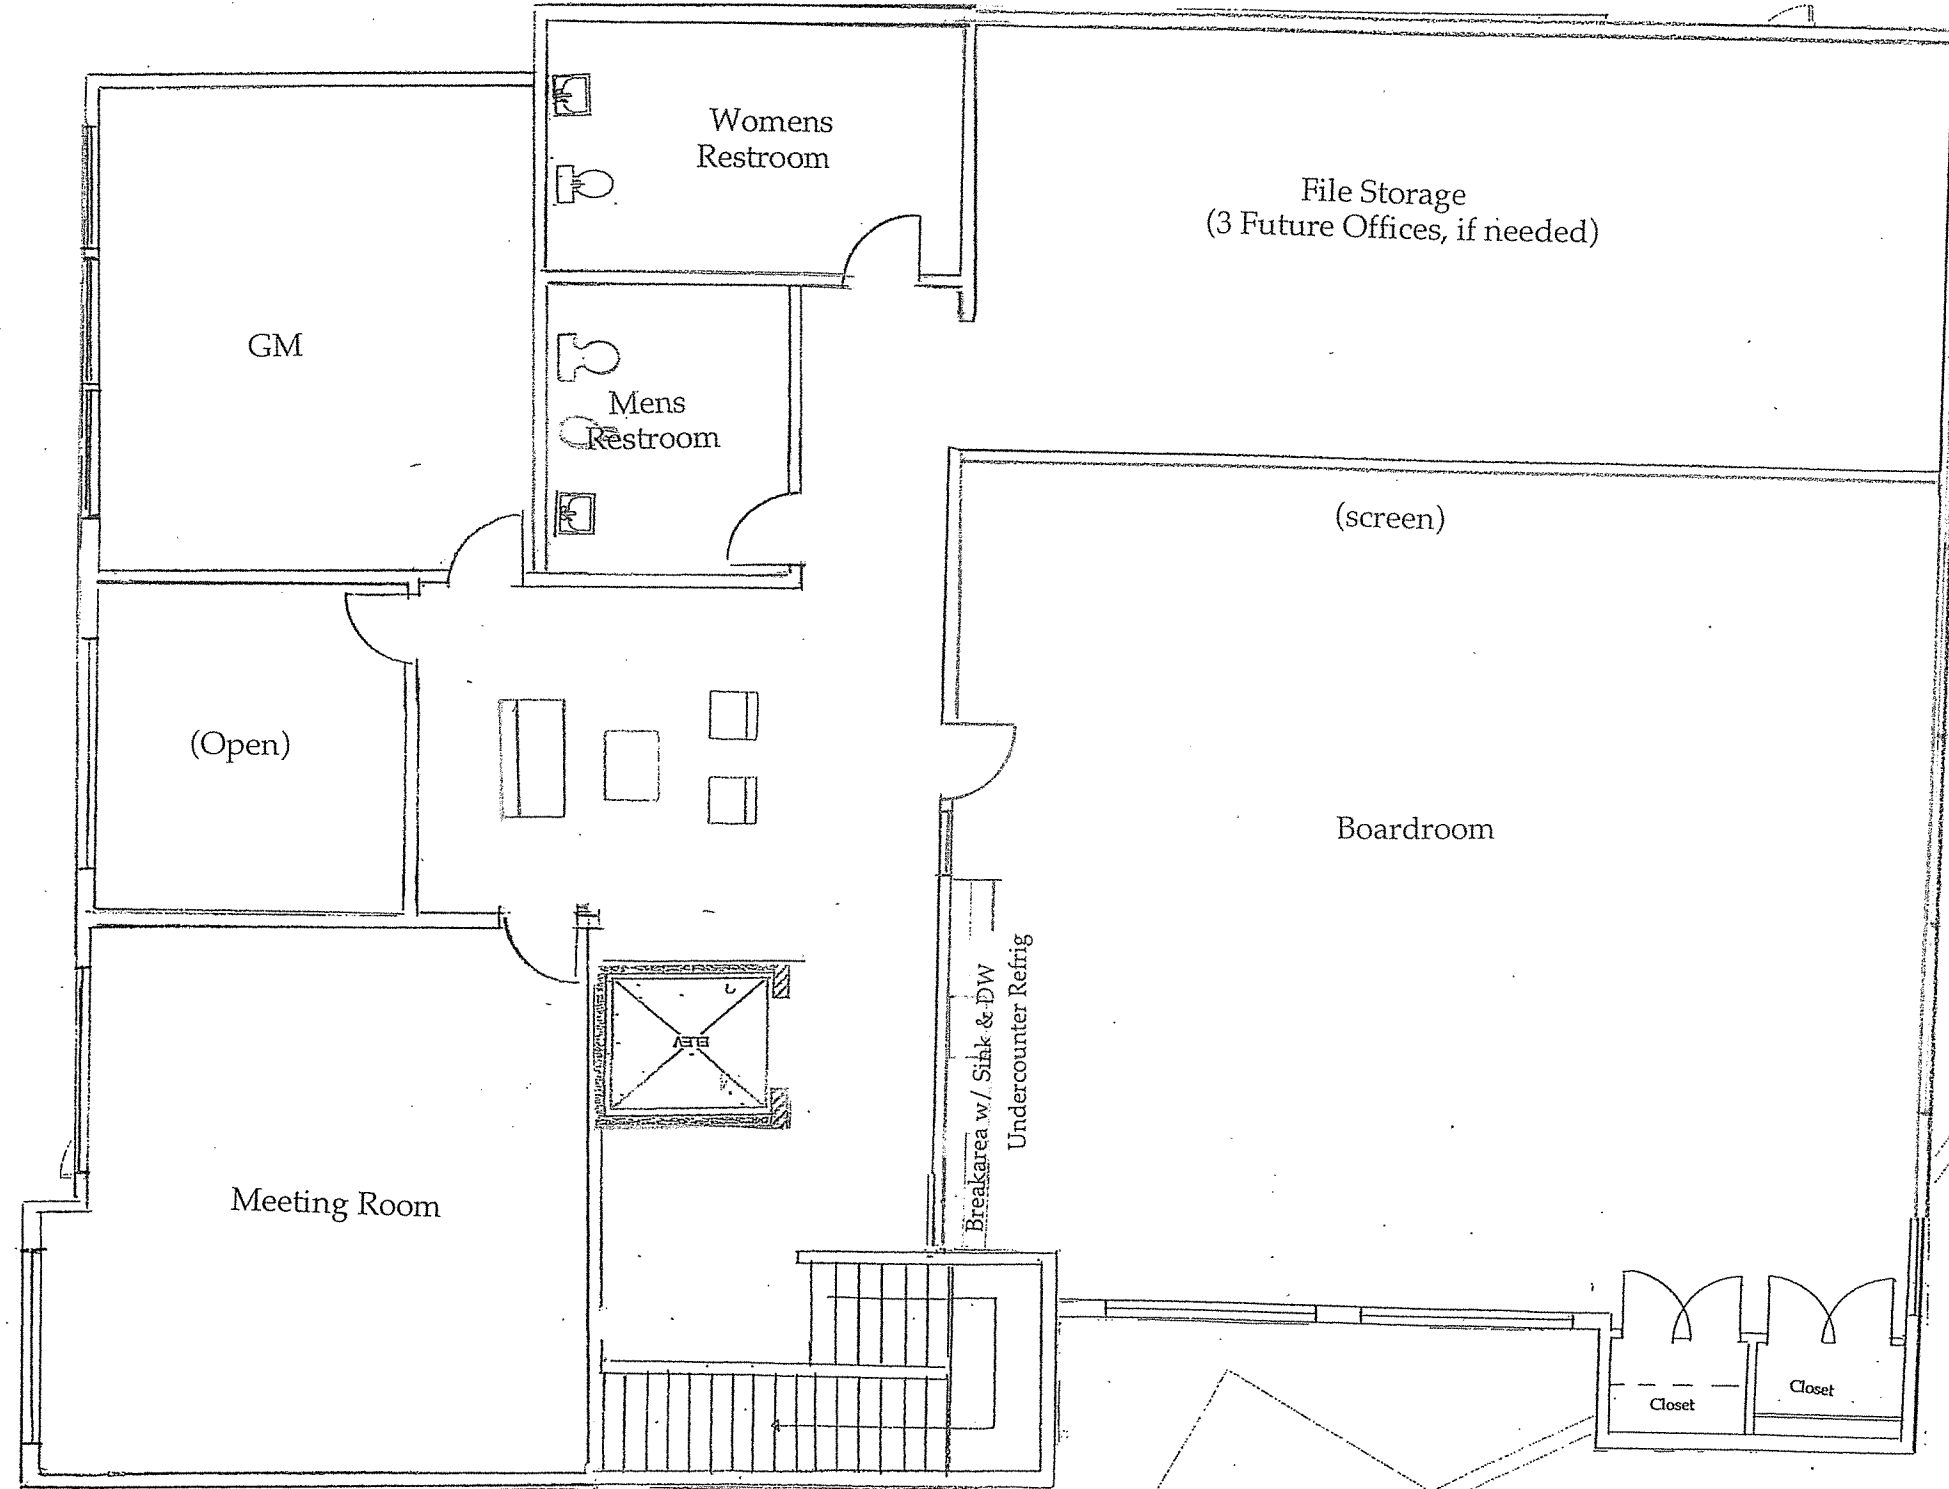 Womens
Restroom
File Storage
(3 Future Offices, if needed)
GM
Mens
Restroom
(screen)
(Open)
Boardroom
ELEV
Breakarea w/ Sink & DW
Undercounter Refrig
Meeting Room
Closet
Closet